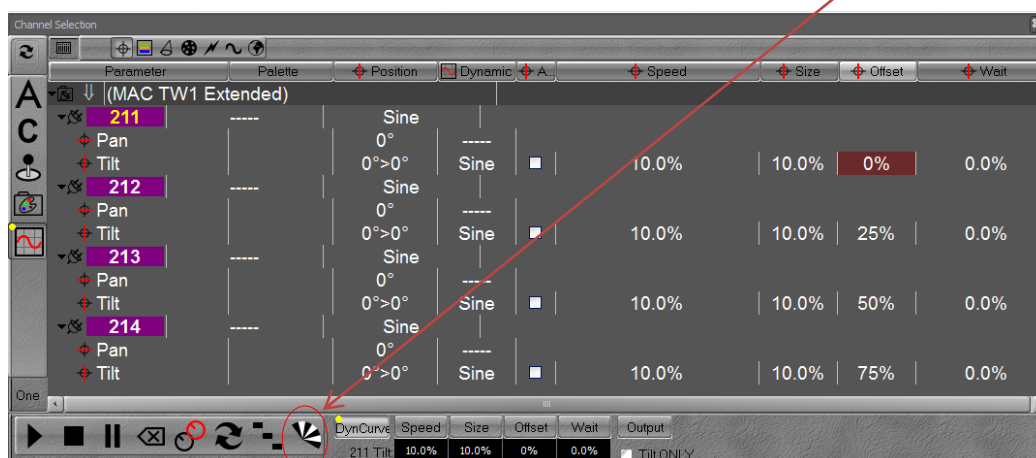 Channel Selection
Parameter Palette Position Dynamic A... Speed Size Offset Wait
(MAC TW1 Extended)
A
C
211 ----- Sine
Pan 0° -----
Tilt 0°>0° Sine 10.0% 10.0% 0% 0.0%
212 ----- Sine
Pan 0° -----
Tilt 0°>0° Sine 10.0% 10.0% 25% 0.0%
213 ----- Sine
Pan 0° -----
Tilt 0°>0° Sine 10.0% 10.0% 50% 0.0%
214 ----- Sine
Pan 0° -----
Tilt 0°>0° Sine 10.0% 10.0% 75% 0.0%
One
DynCurve Speed Size Offset Wait Output
211 Tilt 10.0% 10.0% 0% 0.0% Tilt ONLY